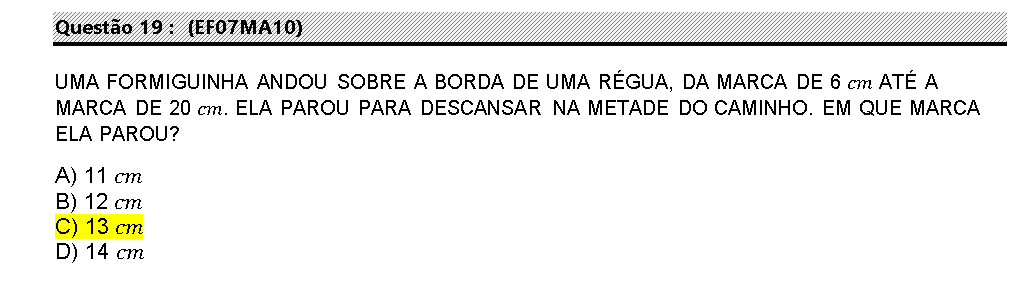 Questão 19 : (EF07MA10)
UMA FORMIGUINHA ANDOU SOBRE A BORDA DE UMA RÉGUA, DA MARCA DE 6 cm ATÉ A
MARCA DE 20 cm. ELA PAROU PARA DESCANSAR NA METADE DO CAMINHO. EM QUE MARCA
ELA PAROU?
A) 11 cm
B) 12 cm
C) 13 cm
D) 14 cm